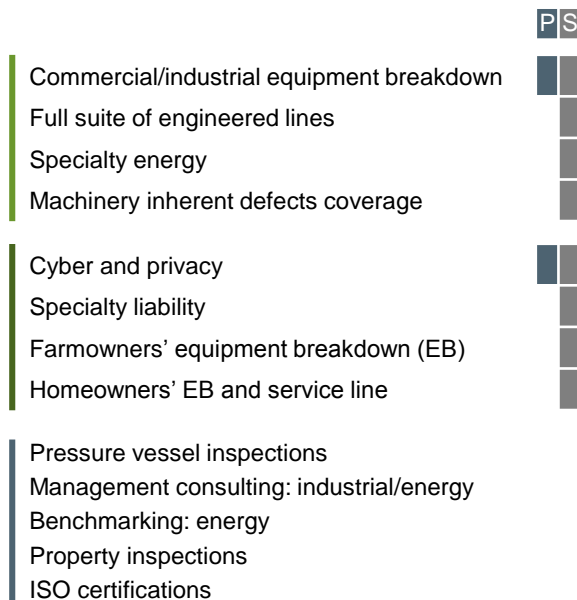 P S
Commercial/industrial equipment breakdown
Full suite of engineered lines
Specialty energy
Machinery inherent defects coverage
Cyber and privacy
Specialty liability
Farmowners’ equipment breakdown (EB)
Homeowners’ EB and service line
Pressure vessel inspections
Management consulting: industrial/energy
Benchmarking: energy
Property inspections
ISO certifications